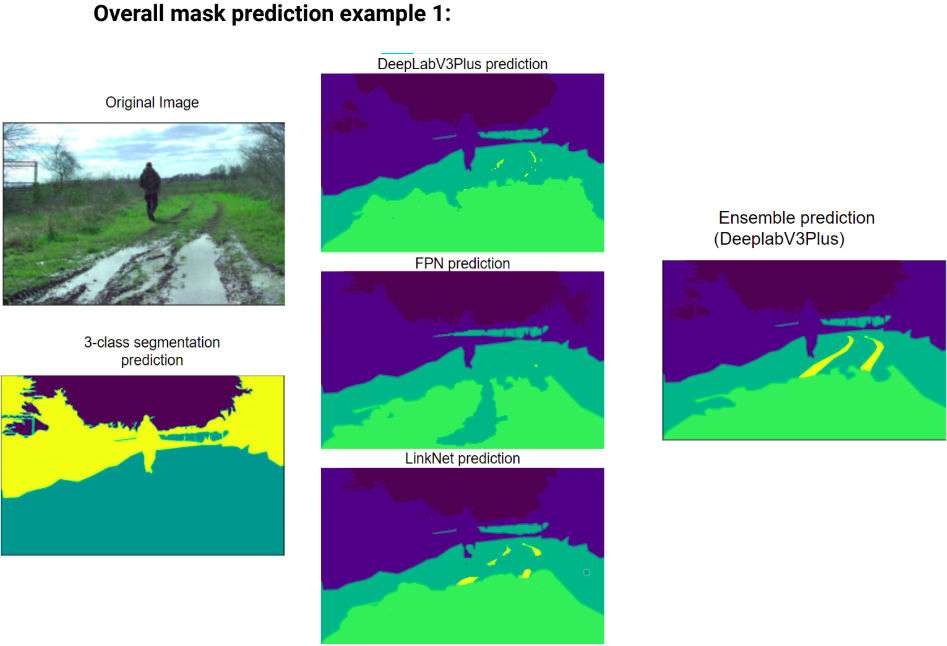 Overall mask prediction example 1:
DeepLabV3Plus prediction
Original Image
Ensemble prediction
(DeeplabV3Plus)
FPN prediction
3-class segmentation
prediction
LinkNet prediction